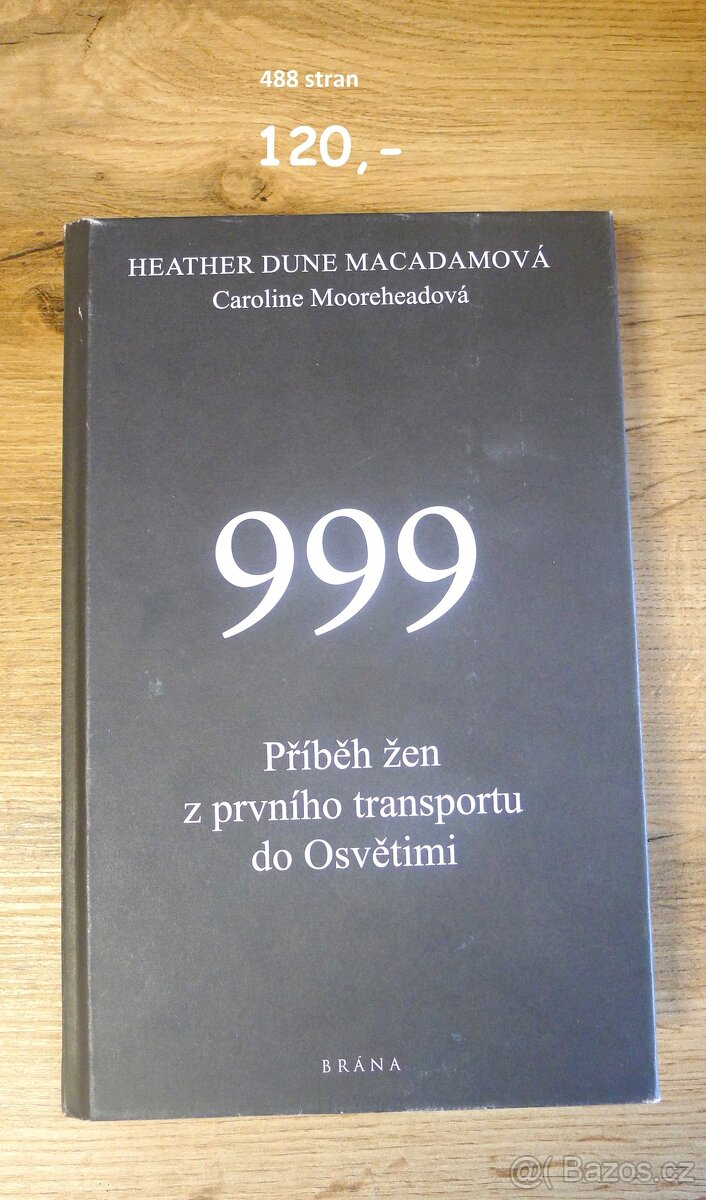 488 stran
120,-
HEATHER DUNE MACADAMOVÁ
Caroline Mooreheadová
999
Příběh žen
z prvního transportu
do Osvětimi
BRÁNA
@( Bazos.cz